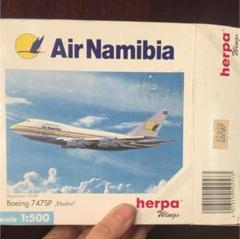 Air Namibia
herpa
Wings
Boeing 747SP „Etosha"
scale 1:500
herpa
Wings